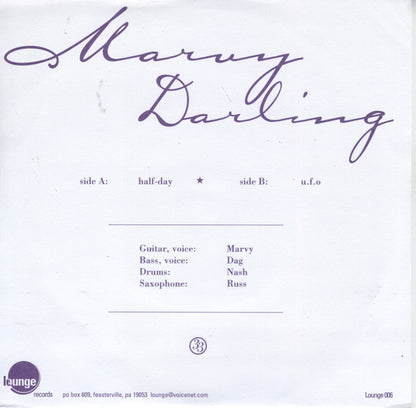 Marvy
Darling
side A: half-day ★ side B: u.f.o
Guitar, voice: Marvy
Bass, voice: Dag
Drums: Nash
Saxophone: Russ
33
lounge
records po box 609, feasterville, pa 19053 lounge@voicenet.com Lounge 006